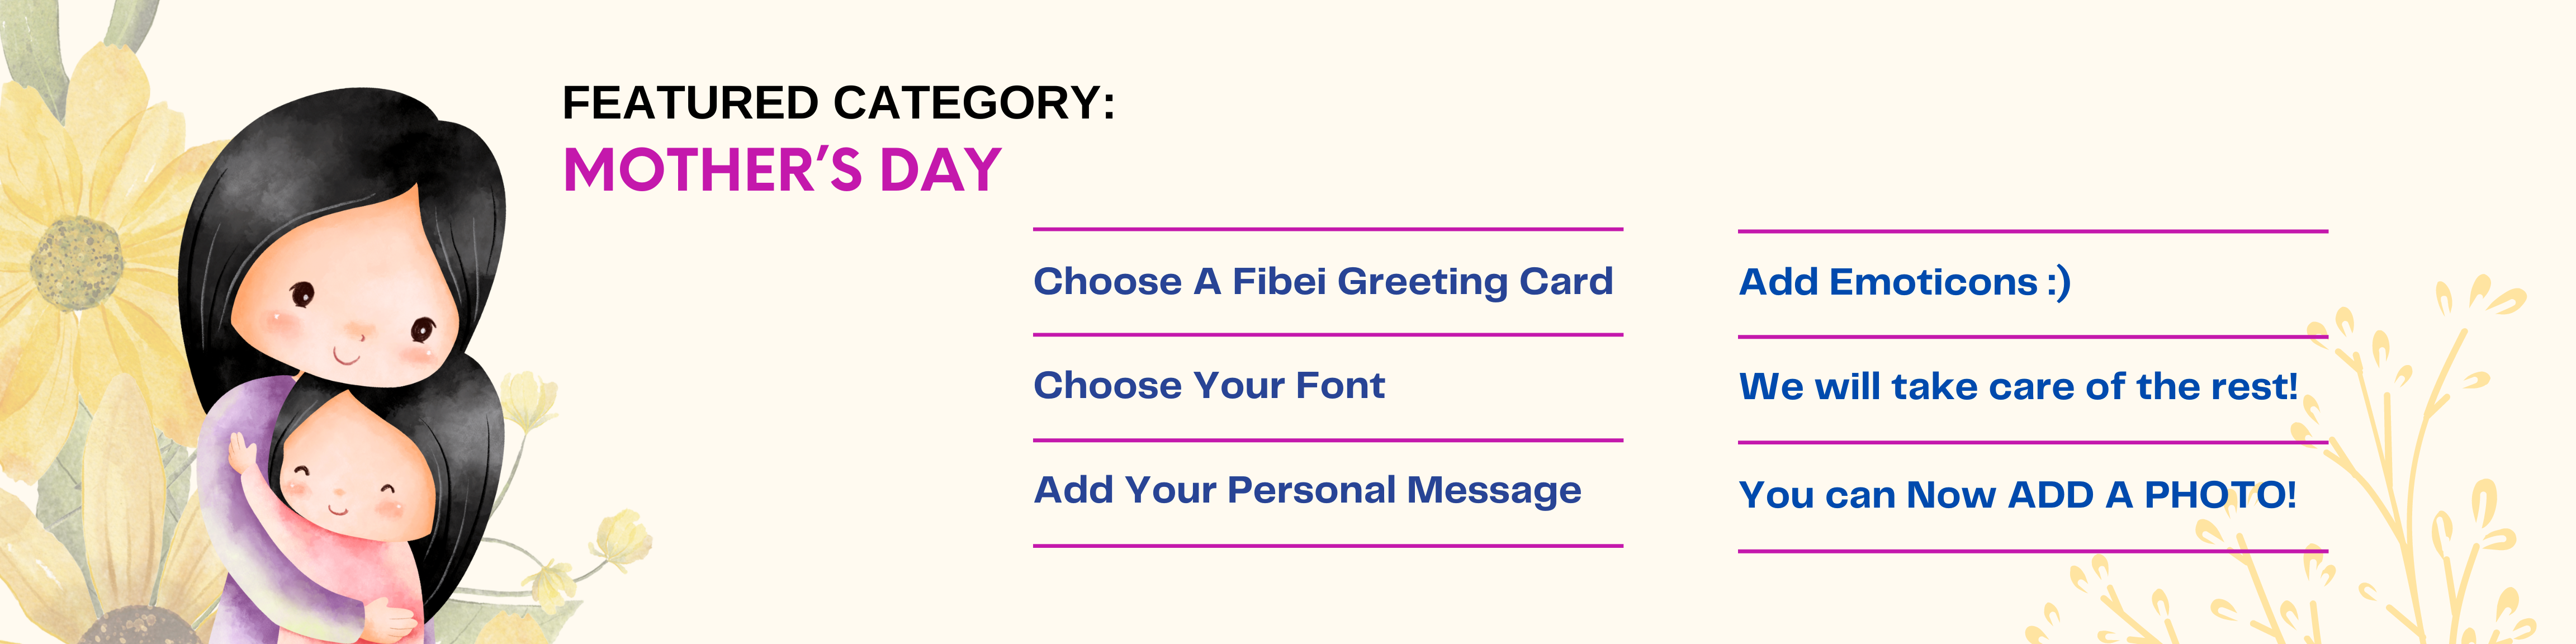 FEATURED CATEGORY:
MOTHER’S DAY
Choose A Fibei Greeting Card
Choose Your Font
Add Your Personal Message
Add Emoticons :)
We will take care of the rest!
You can Now ADD A PHOTO!